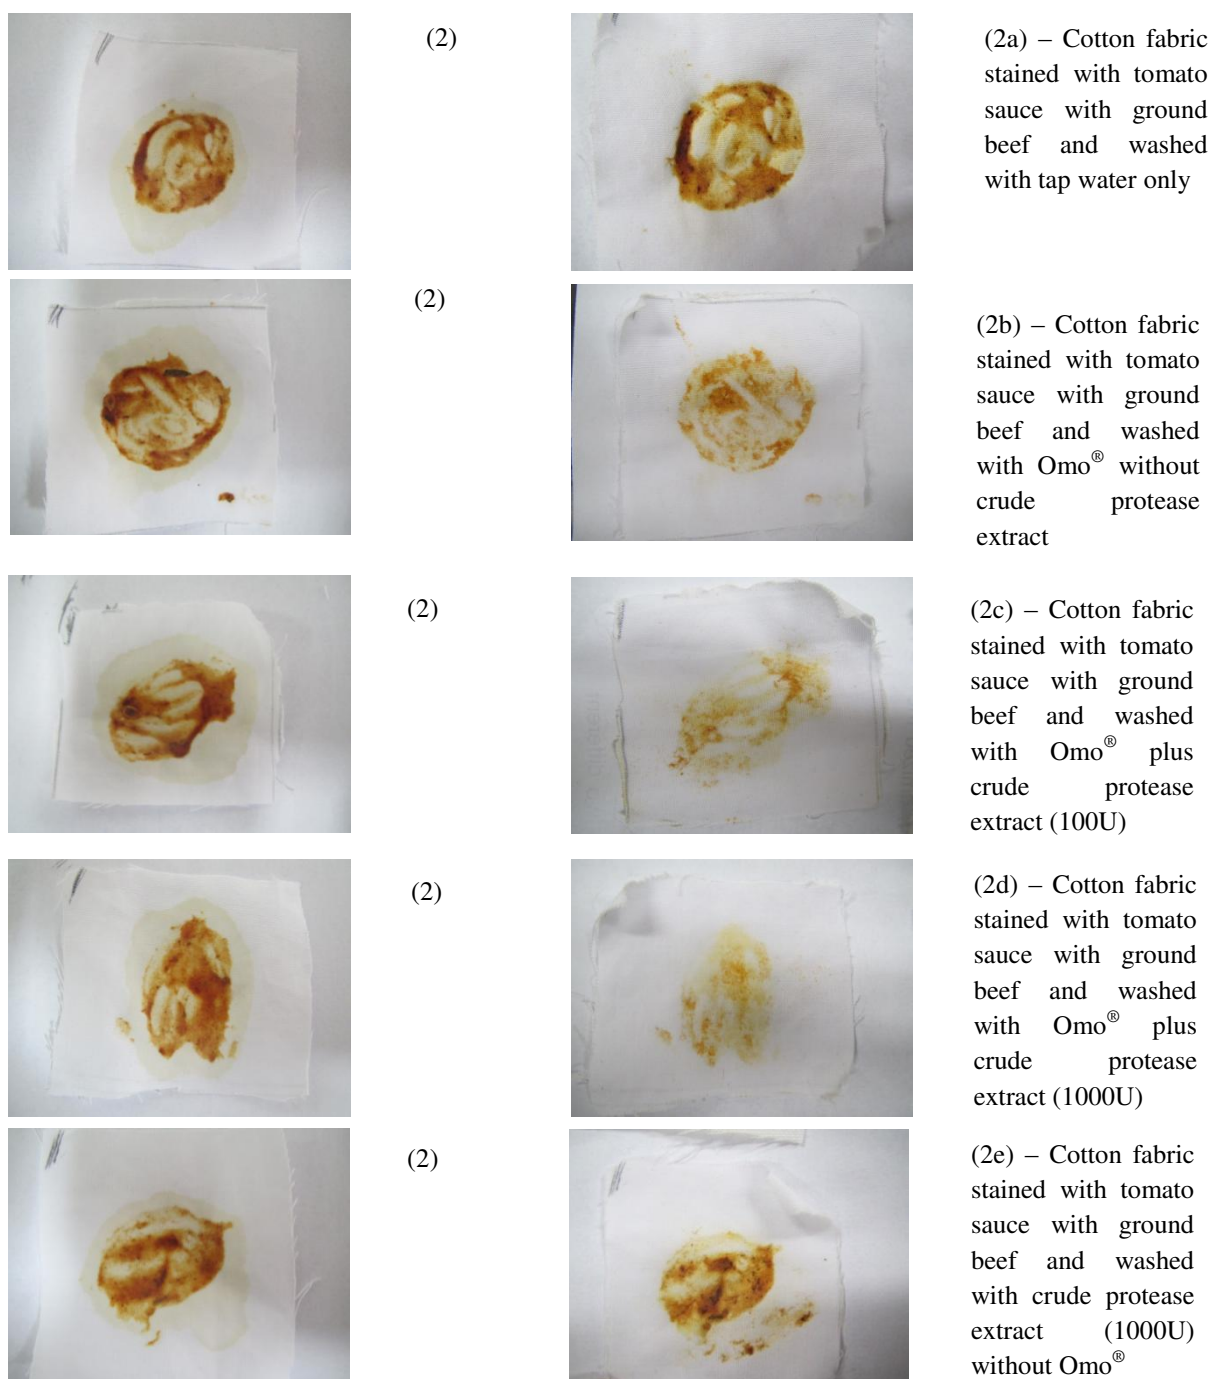 (2)
(2a) – Cotton fabric
stained with tomato
sauce with ground
beef and washed
with tap water only
(2)
(2b) – Cotton fabric
stained with tomato
sauce with ground
beef and washed
with Omo® without
crude protease
extract
(2)
(2c) – Cotton fabric
stained with tomato
sauce with ground
beef and washed
with Omo® plus
crude protease
extract (100U)
(2)
(2d) – Cotton fabric
stained with tomato
sauce with ground
beef and washed
with Omo® plus
crude protease
extract (1000U)
(2)
(2e) – Cotton fabric
stained with tomato
sauce with ground
beef and washed
with crude protease
extract (1000U)
without Omo®